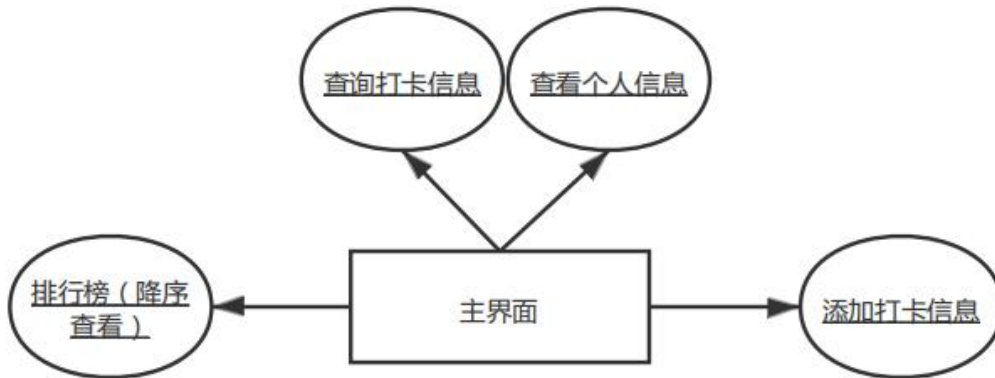 查询打卡信息
查看个人信息
排行榜（降序
查看）
主界面
添加打卡信息